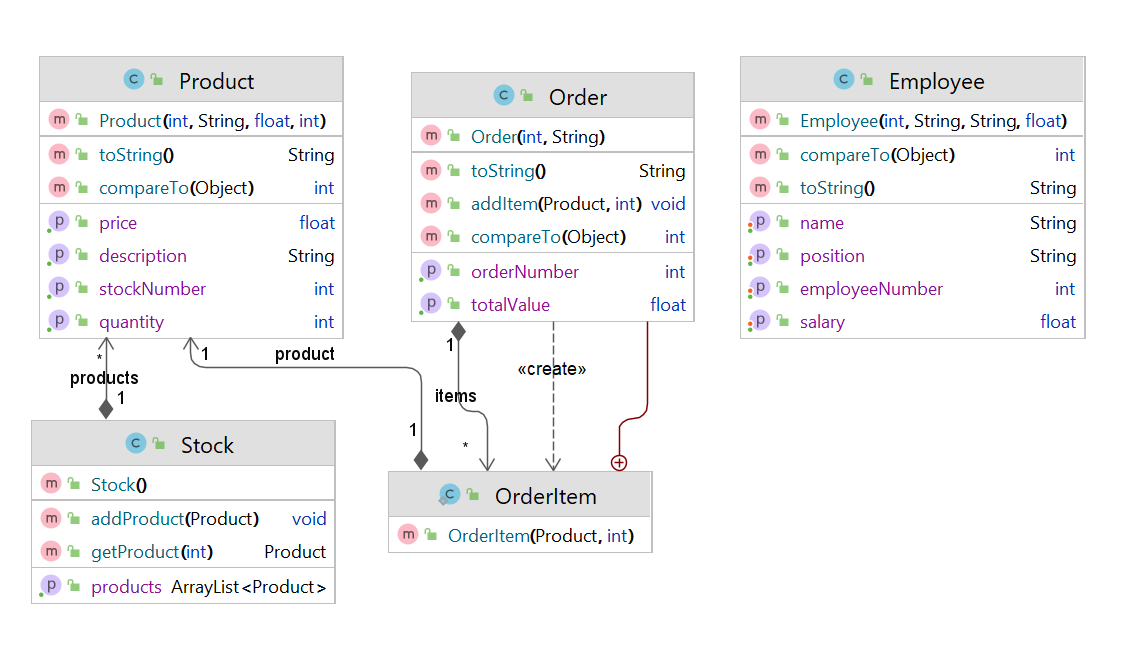 Product
Product(int, String, float, int)
toString() String
compareTo(Object) int
price float
description String
stockNumber int
quantity int
Order
Order(int, String)
toString() String
addItem(Product, int) void
compareTo(Object) int
orderNumber int
totalValue float
Employee
Employee(int, String, String, float)
compareTo(Object) int
toString() String
name String
position String
employeeNumber int
salary float
*
products
1
1
product
1
1
items
*
«create»
Stock
Stock()
addProduct(Product) void
getProduct(int) Product
products ArrayList<Product>
OrderItem
OrderItem(Product, int)